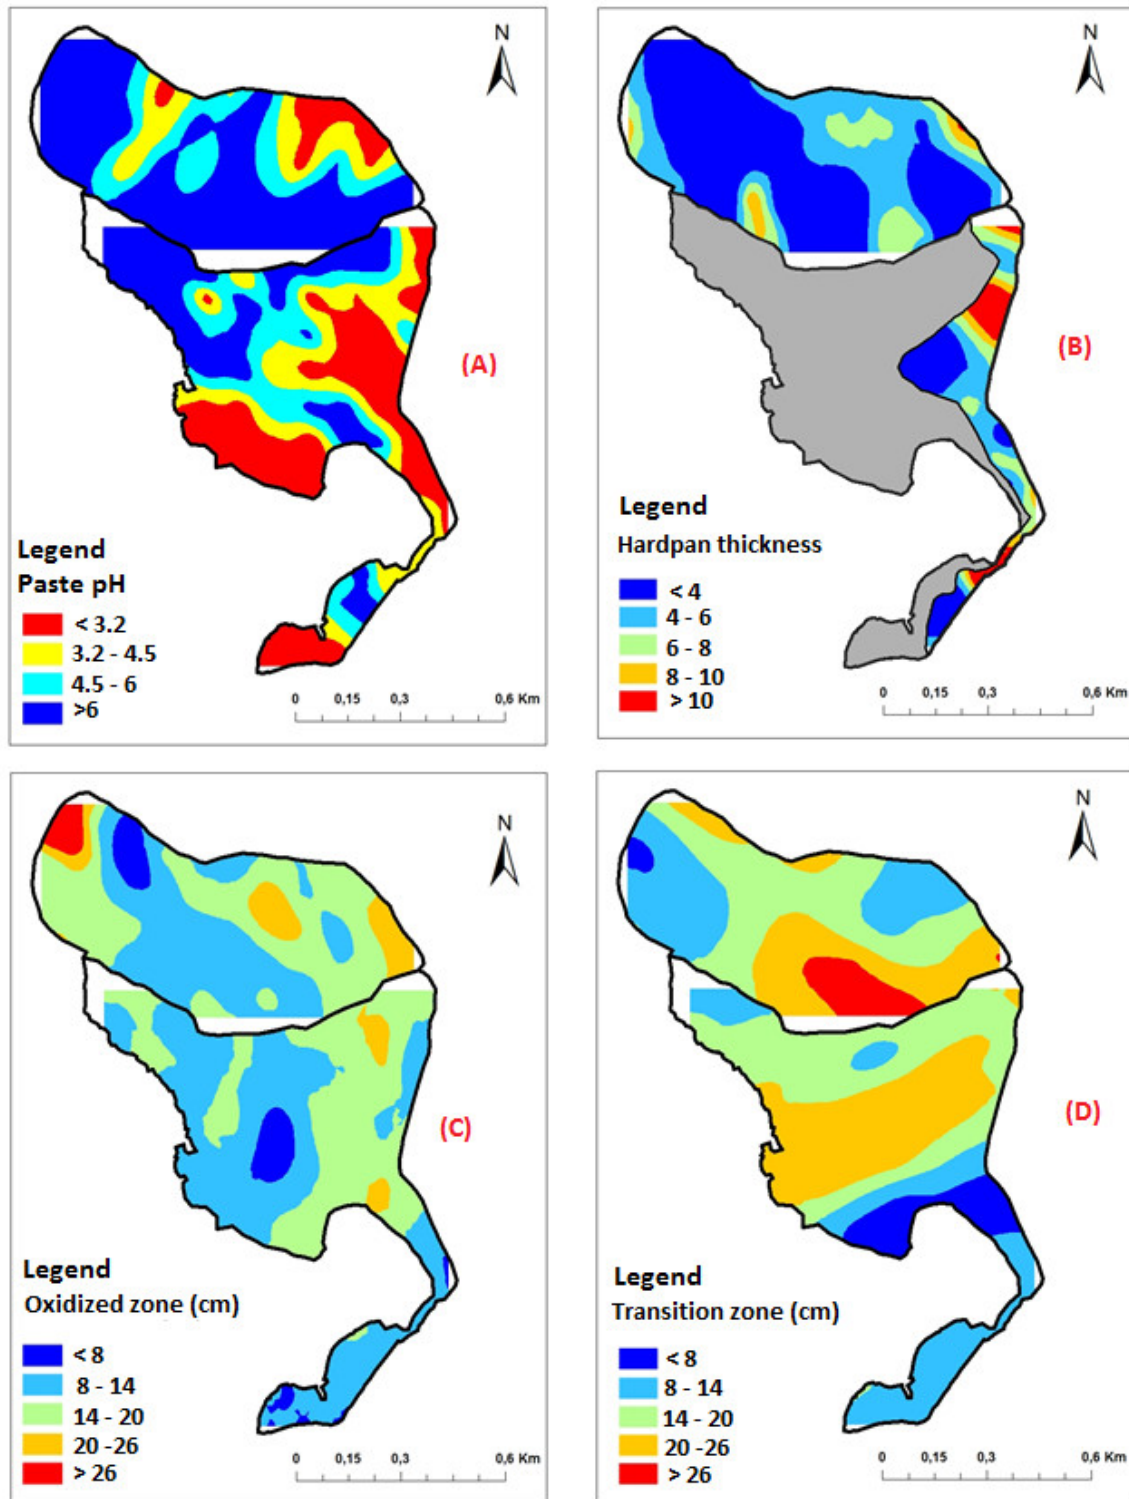 N
(A)
Legend
Paste pH
< 3.2
3.2 - 4.5
4.5 - 6
>6
0 0,15 0,3 0,6 Km
N
(B)
Legend
Hardpan thickness
< 4
4 - 6
6 - 8
8 - 10
> 10
0 0,15 0,3 0,6 Km
N
(C)
Legend
Oxidized zone (cm)
< 8
8 - 14
14 - 20
20 -26
> 26
0 0,15 0,3 0,6 Km
N
(D)
Legend
Transition zone (cm)
< 8
8 - 14
14 - 20
20 -26
> 26
0 0,15 0,3 0,6 Km